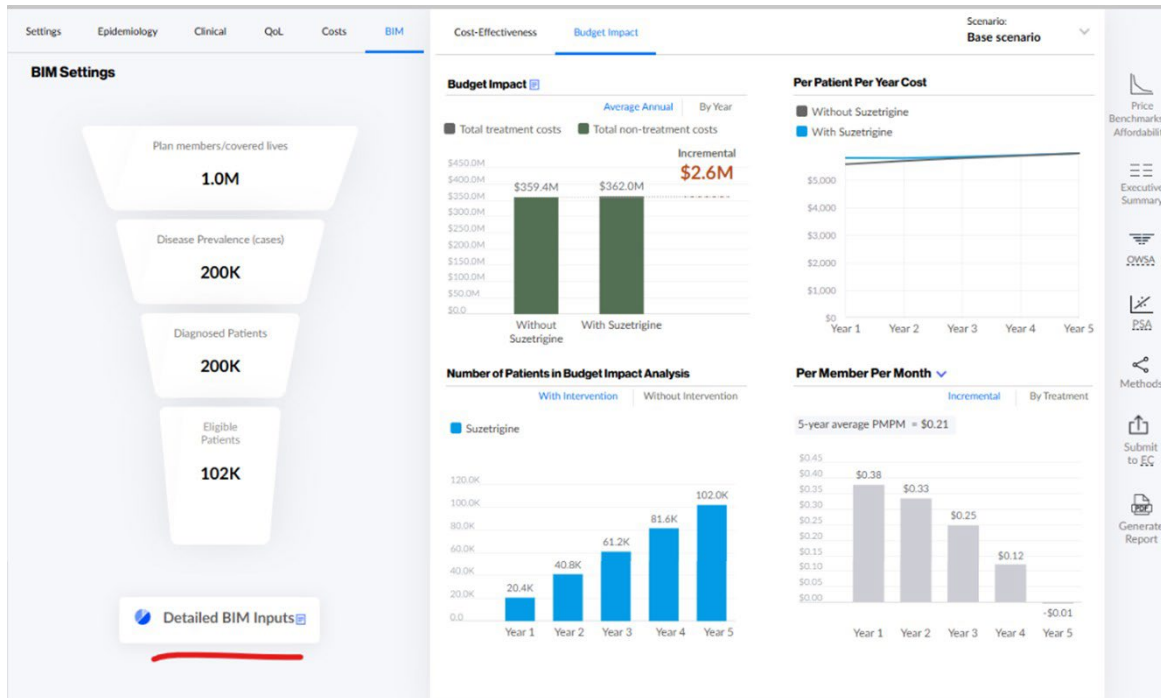 Settings Epidemiology Clinical QoL Costs BIM
BIM Settings
Plan members/covered lives
1.0M
Disease Prevalence (cases)
200K
Diagnosed Patients
200K
Eligible
Patients
102K
Detailed BIM Inputs
Cost-Effectiveness Budget Impact
Scenario:
Base scenario
Budget Impact
Average Annual By Year
Total treatment costs Total non-treatment costs
Incremental
$2.6M
$450.0M
$400.0M
$350.0M
$300.0M
$250.0M
$200.0M
$150.0M
$100.0M
$50.0M
$0.0
$359.4M $362.0M
Without
Suzetrigine
With Suzetrigine
Per Patient Per Year Cost
Without Suzetrigine
With Suzetrigine
$5,000
$4,000
$3,000
$2,000
$1,000
$0
Year 1 Year 2 Year 3 Year 4 Year 5
Number of Patients in Budget Impact Analysis
With Intervention Without Intervention
Suzetrigine
120.0K
100.0K
80.0K
60.0K
40.0K
20.0K
0.0
20.4K 40.8K 61.2K 81.6K 102.0K
Year 1 Year 2 Year 3 Year 4 Year 5
Per Member Per Month
Incremental By Treatment
5-year average PMPM = $0.21
$0.45
$0.40
$0.35
$0.30
$0.25
$0.20
$0.15
$0.10
$0.05
$0.00
$0.38 $0.33 $0.25 $0.12 -$0.01
Year 1 Year 2 Year 3 Year 4 Year 5
Price
Benchmarks
Affordabili
Executive
Summary
OWSA
PSA
Methods
Submit
to EC
PDF
Generate
Report